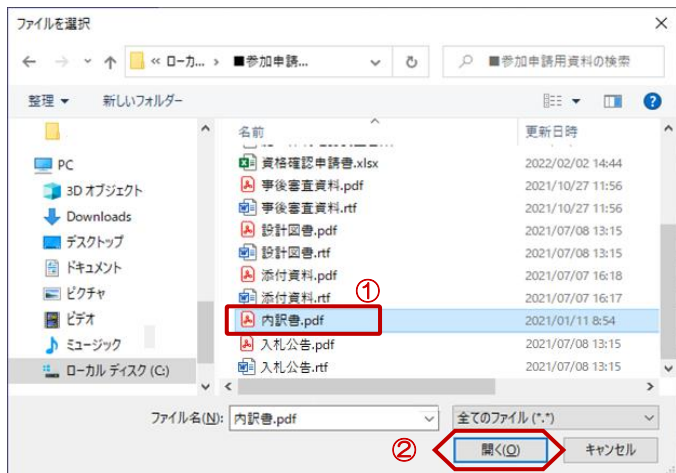 ファイルを選択
« ローカ... › ■参加申請... ■参加申請用資料の検索
整理 新しいフォルダー
名前 更新日時
PC
3D オブジェクト
Downloads
デスクトップ
ドキュメント
ピクチャ
ビデオ
ミュージック
ローカル ディスク (C:)
資格確認申請書.xlsx 2022/02/02 14:44
事後審査資料.pdf 2021/10/27 11:56
事後審査資料.rtf 2021/10/27 11:56
設計図書.pdf 2021/07/08 13:15
設計図書.rtf 2021/07/08 13:15
添付資料.pdf 2021/07/07 16:18
添付資料.rtf 2021/07/07 16:17
①
内訳書.pdf 2021/01/11 8:54
入札公告.pdf 2021/07/08 13:15
入札公告.rtf 2021/07/08 13:15
ファイル名(N): 内訳書.pdf 全てのファイル (*.*)
② 開く(O) キャンセル